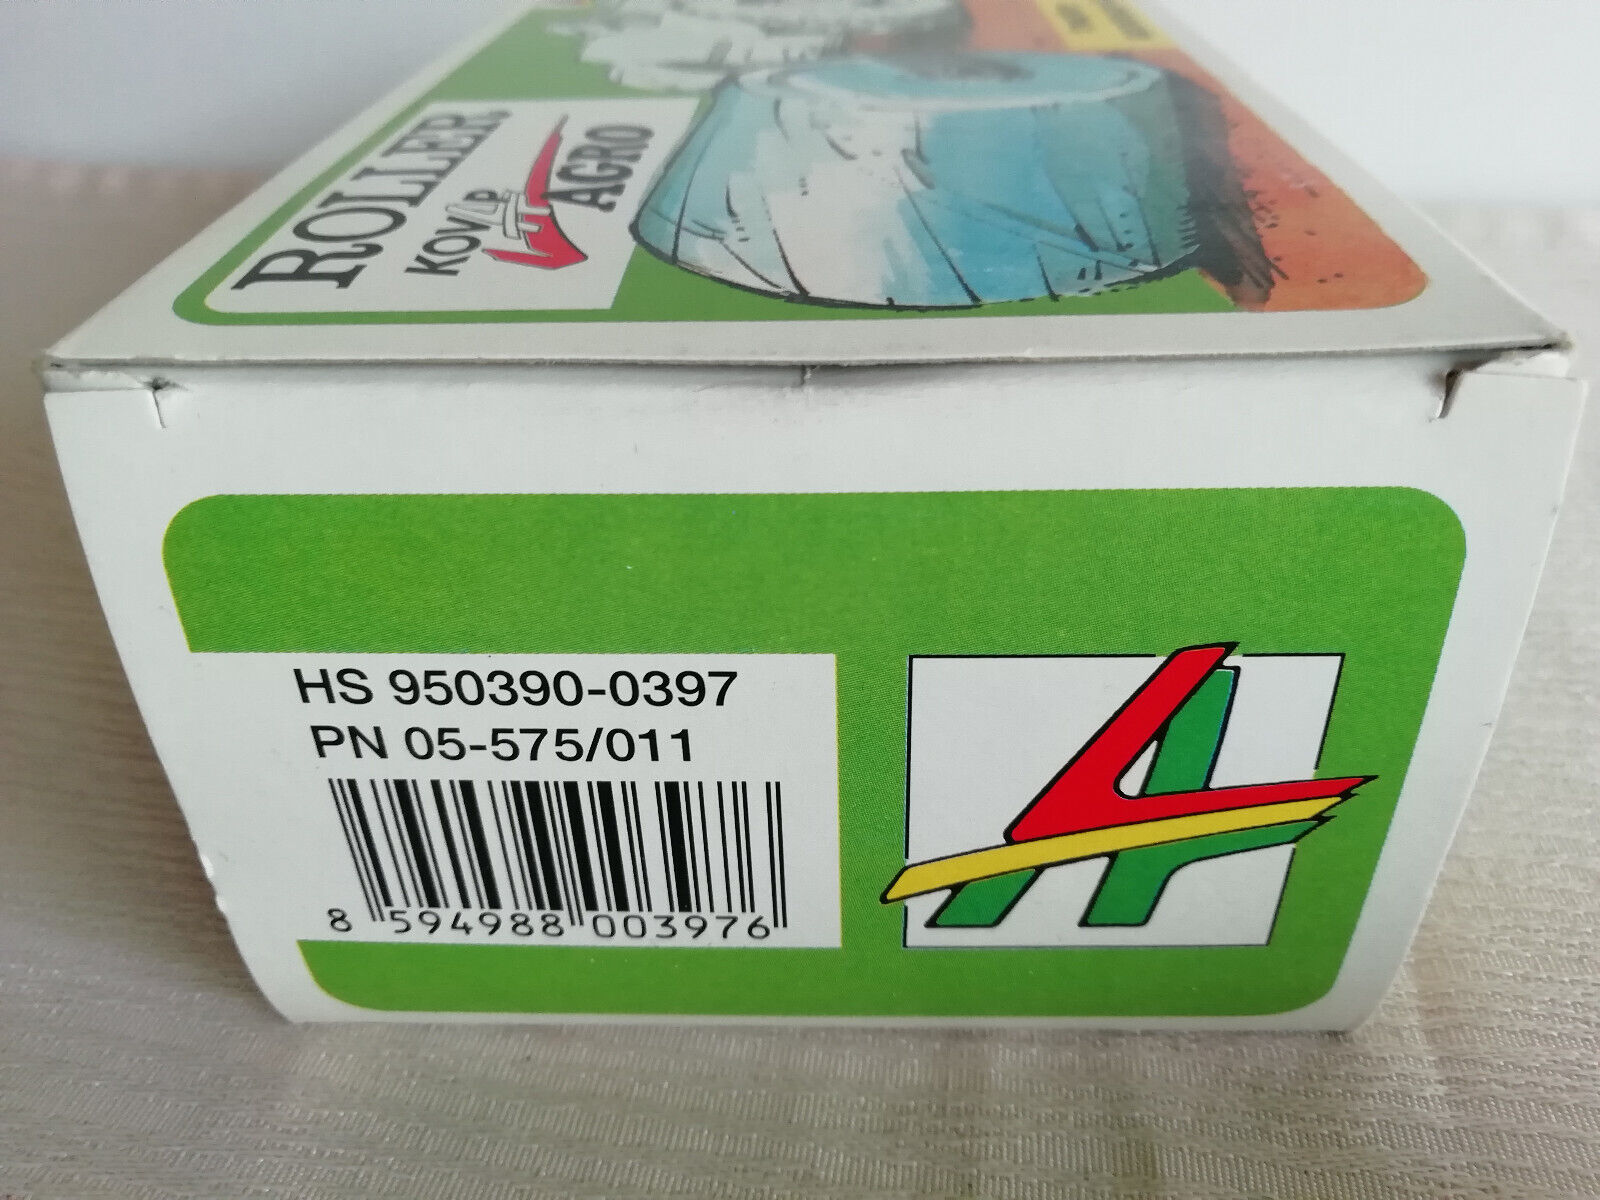 ROLLER
KOVAP
AGRO
HS 950390-0397
PN 05-575/011
8 594988 003976